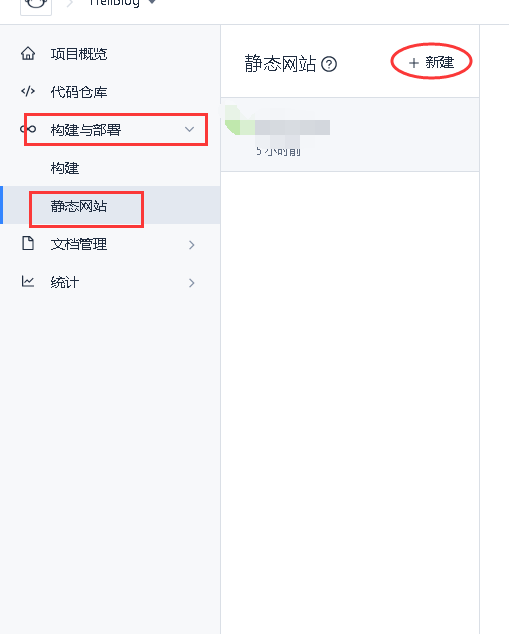 HelloBlog
项目概览
代码仓库
构建与部署
构建
静态网站
文档管理
统计
静态网站
+ 新建
5 小时前